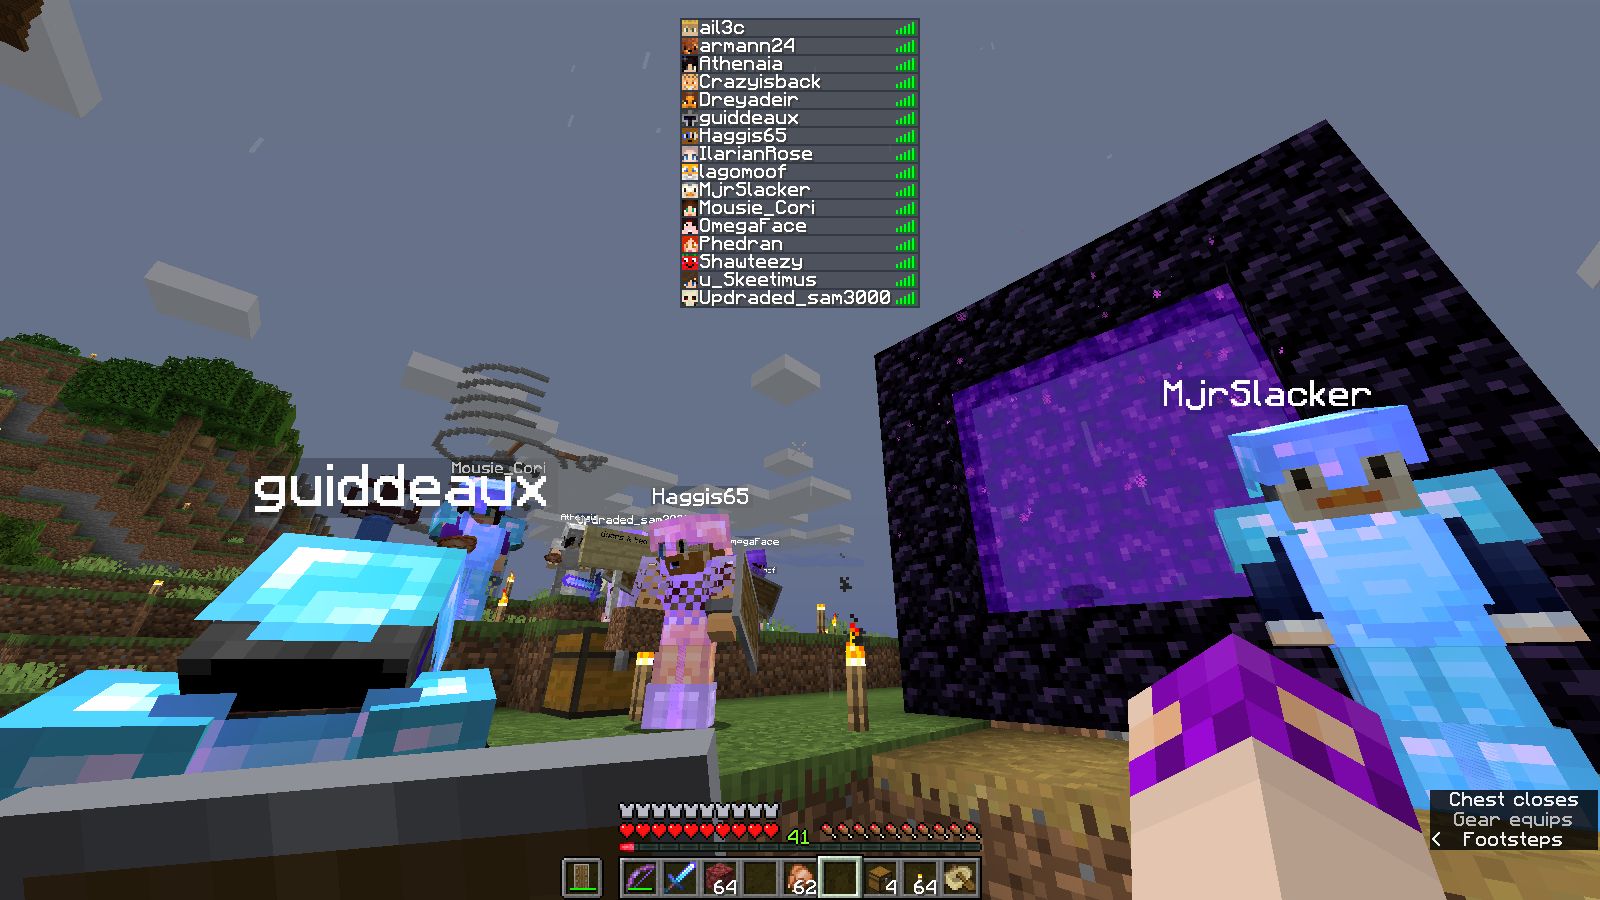 ail3c
armann24
Athenaia
Crazyisback
Dreyadeir
guiddeaux
Haggis65
IlarianRose
lagomoof
MjrSlacker
Mousie_Cori
OmegaFace
Phedran
Shawteezy
u_Skeetimus
Updraded_sam3000
MjrSlacker
Mousie_Cori
guiddeaux
Haggis65
Chest closes
Gear equips
< Footsteps
41
64
62
4
64